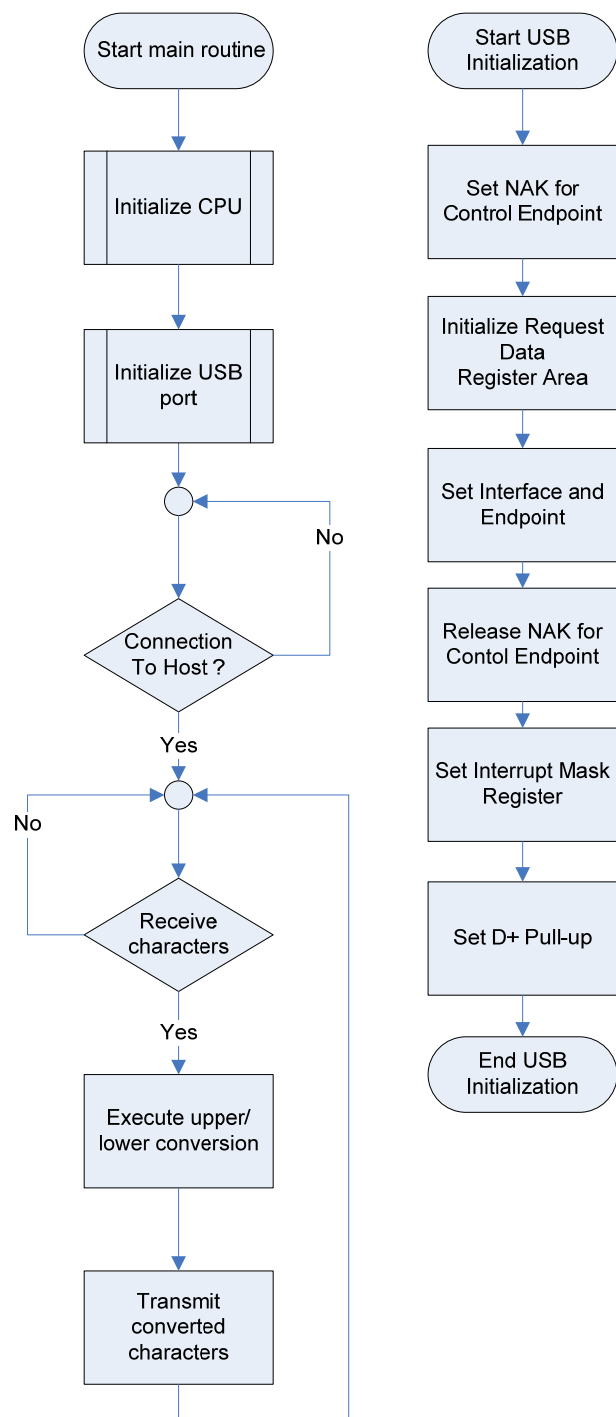 Start main routine
Initialize CPU
Initialize USB
port
No
Connection
To Host ?
Yes
No
Receive
characters
Yes
Execute upper/
lower conversion
Transmit
converted
characters
Start USB
Initialization
Set NAK for
Control Endpoint
Initialize Request
Data
Register Area
Set Interface and
Endpoint
Release NAK for
Contol Endpoint
Set Interrupt Mask
Register
Set D+ Pull-up
End USB
Initialization